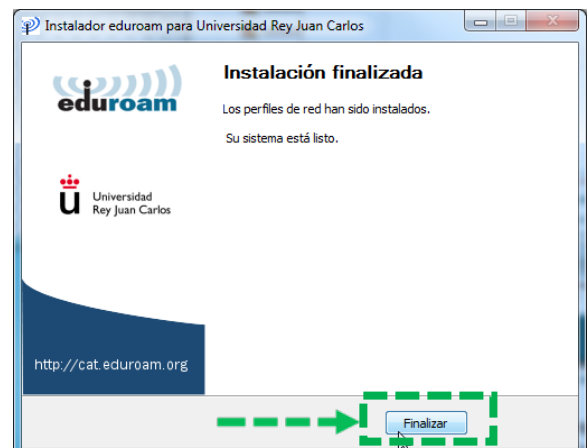 Instalador eduroam para Universidad Rey Juan Carlos
eduroam
Instalación finalizada
Los perfiles de red han sido instalados.
Su sistema está listo.
Universidad
Rey Juan Carlos
http://cat.eduroam.org
Finalizar